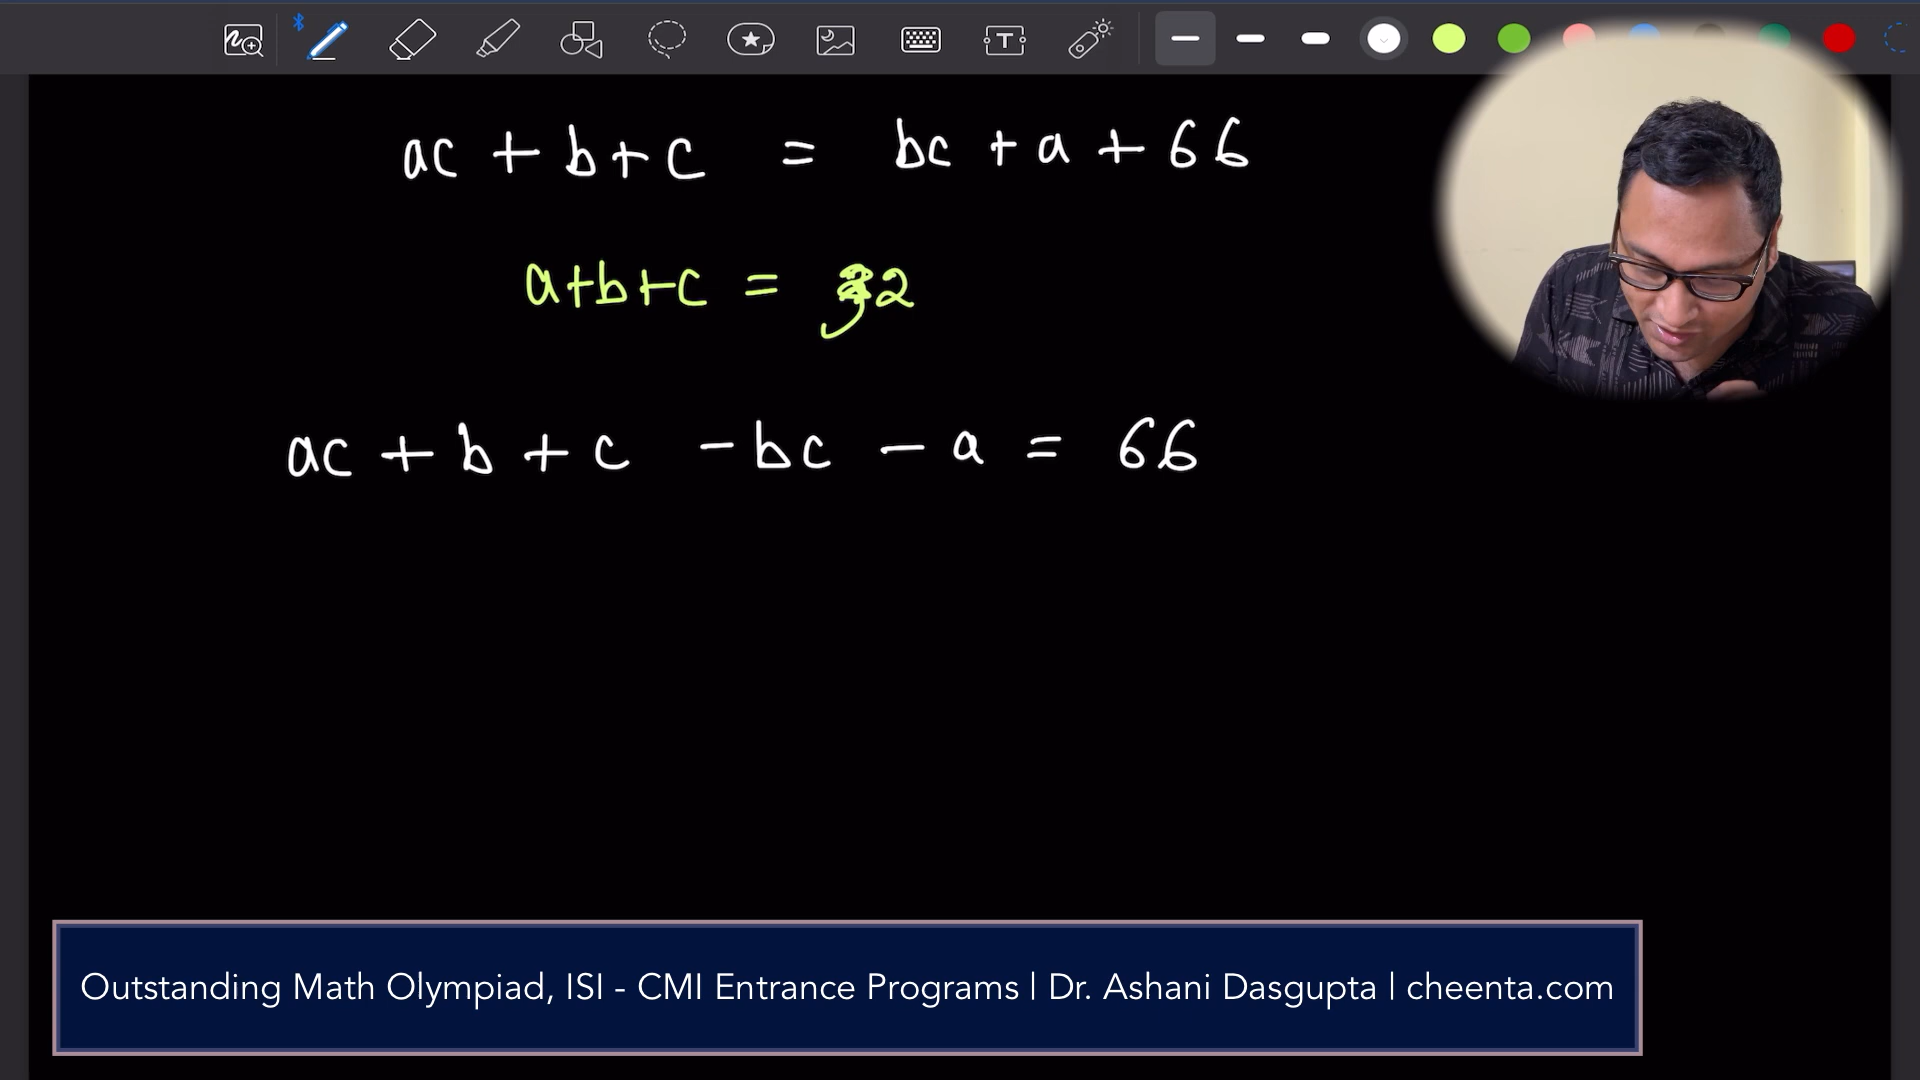 ac + b + c = bc + a + 66
a + b + c = 32
ac + b + c - bc - a = 66
Outstanding Math Olympiad, ISI - CMI Entrance Programs | Dr. Ashani Dasgupta | cheenta.com